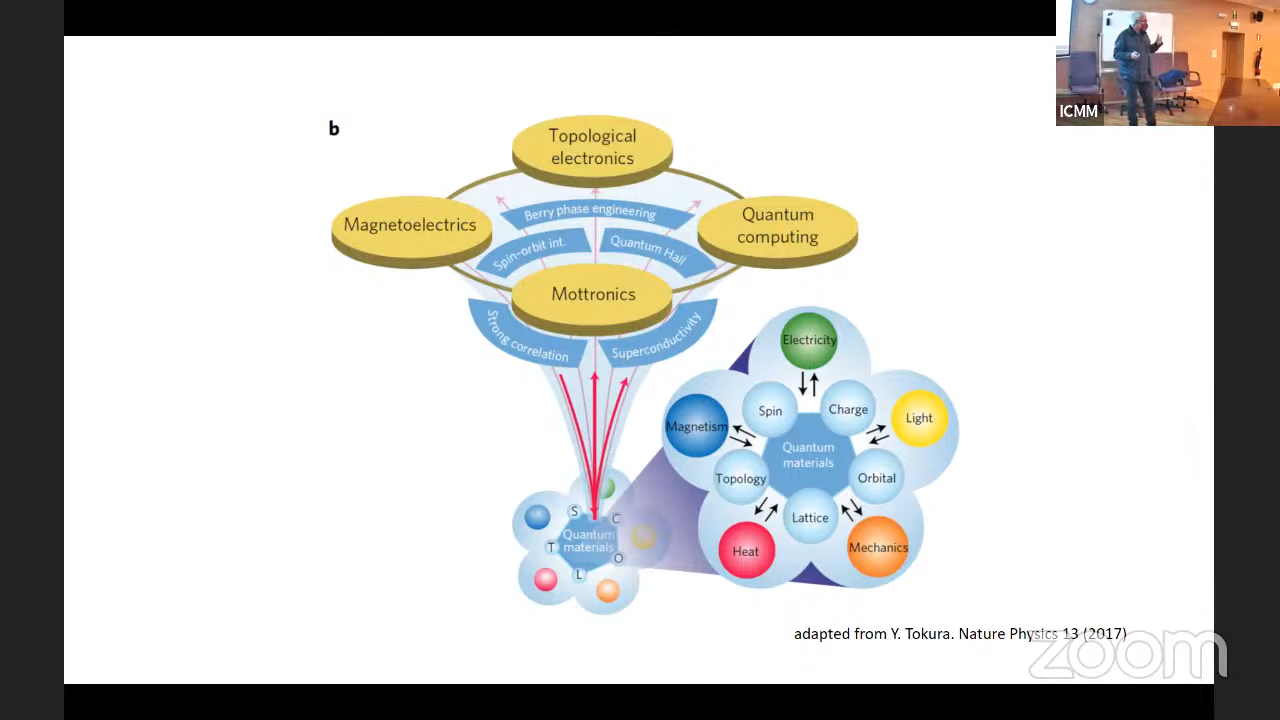 ICMM
b
Topological
electronics
Magnetoelectrics
Berry phase engineering
Quantum
computing
Spin-orbit int.
Quantum Hall
Mottronics
Strong correlation
Superconductivity
Electricity
Spin
Charge
Magnetism
Light
Quantum
materials
Topology
Orbital
Lattice
Heat
Mechanics
S
C
Quantum
materials
T
O
L
adapted from Y. Tokura. Nature Physics 13 (2017)
zoom